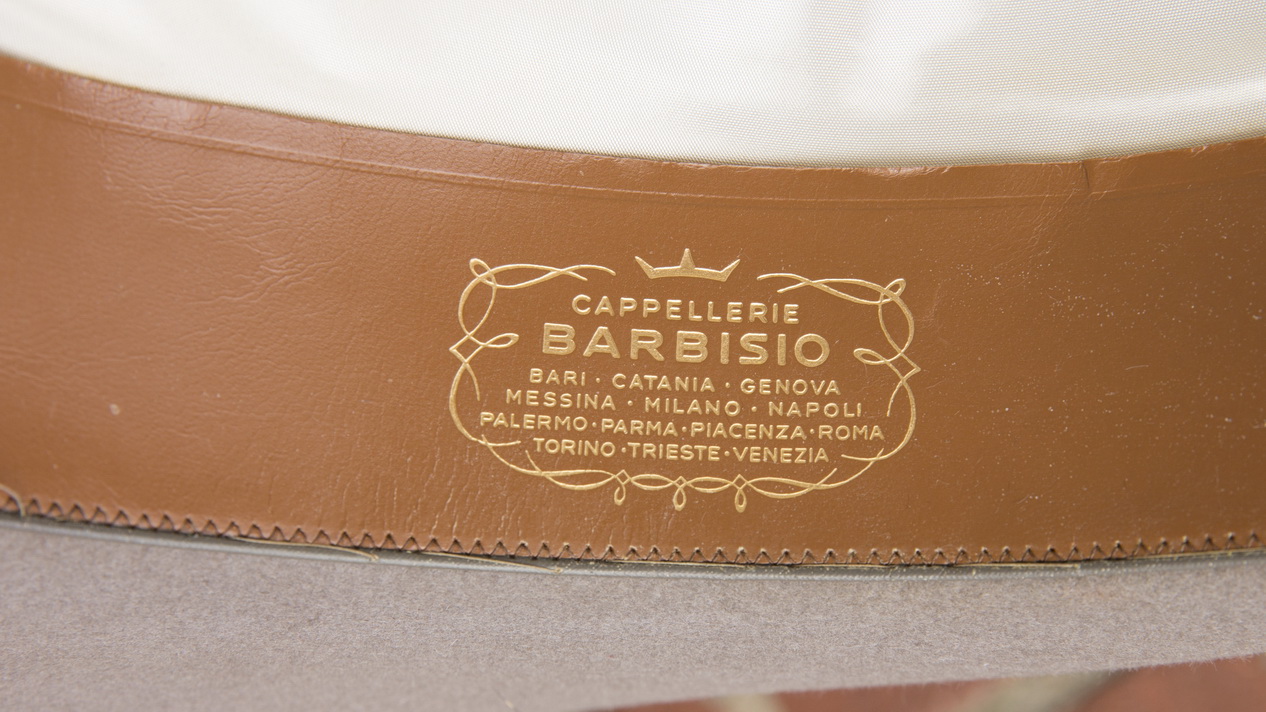 CAPPELLERIE
BARBISIO
BARI · CATANIA · GENOVA
MESSINA · MILANO · NAPOLI
PALERMO · PARMA · PIACENZA · ROMA
TORINO · TRIESTE · VENEZIA